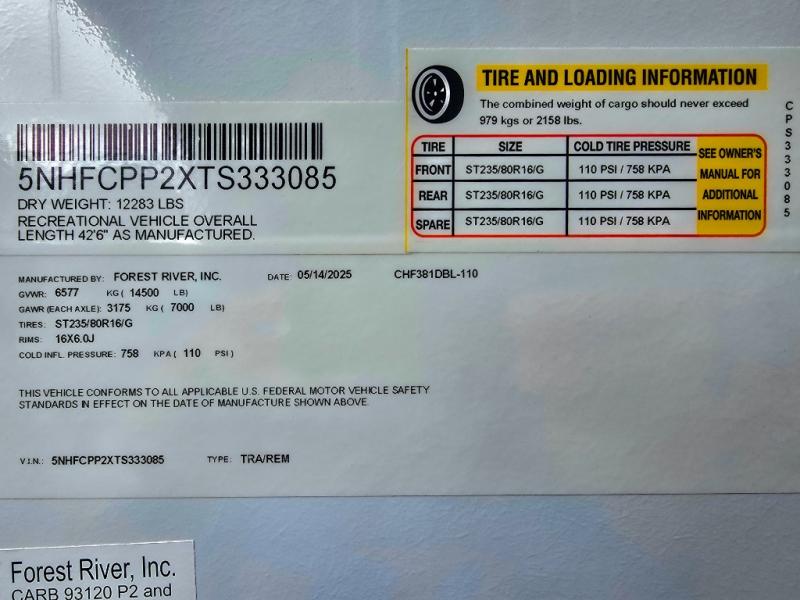 TIRE AND LOADING INFORMATION
The combined weight of cargo should never exceed
979 kgs or 2158 lbs.
TIRE SIZE COLD TIRE PRESSURE SEE OWNER'S MANUAL FOR ADDITIONAL INFORMATION
FRONT ST235/80R16/G 110 PSI / 758 KPA
REAR ST235/80R16/G 110 PSI / 758 KPA
SPARE ST235/80R16/G 110 PSI / 758 KPA
CPS333085
5NHFCPP2XTS333085
DRY WEIGHT: 12283 LBS
RECREATIONAL VEHICLE OVERALL
LENGTH 42'6" AS MANUFACTURED.
MANUFACTURED BY: FOREST RIVER, INC. DATE: 05/14/2025 CHF381DBL-110
GVWR: 6577 KG ( 14500 LB)
GAWR (EACH AXLE): 3175 KG ( 7000 LB)
TIRES: ST235/80R16/G
RIMS: 16X6.0J
COLD INFL. PRESSURE: 758 KPA ( 110 PSI )
THIS VEHICLE CONFORMS TO ALL APPLICABLE U.S. FEDERAL MOTOR VEHICLE SAFETY
STANDARDS IN EFFECT ON THE DATE OF MANUFACTURE SHOWN ABOVE.
V.I.N.: 5NHFCPP2XTS333085 TYPE: TRA/REM
Forest River, Inc.
CARB 93120 P2 and